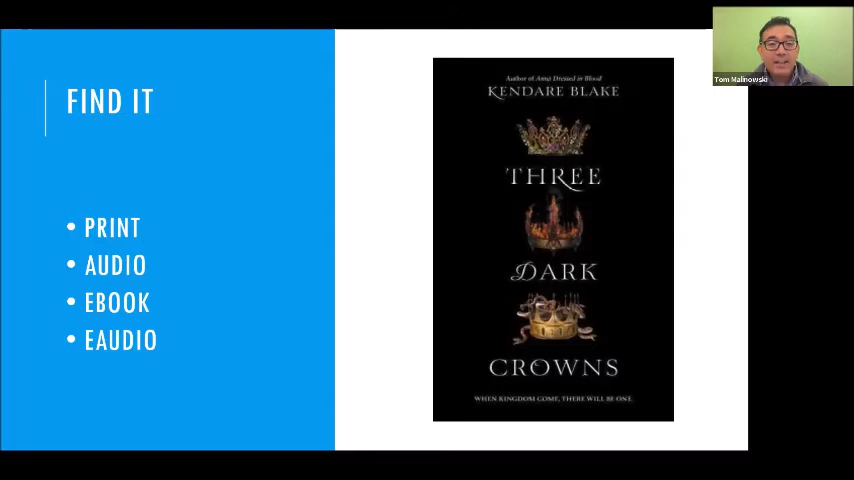 FIND IT
• PRINT
• AUDIO
• EBOOK
• EAUDIO
Author of Anna Dressed in Blood
KENDARE BLAKE
THREE
DARK
CROWNS
WHEN KINGDOM COME, THERE WILL BE ONE.
Tom Malinowski